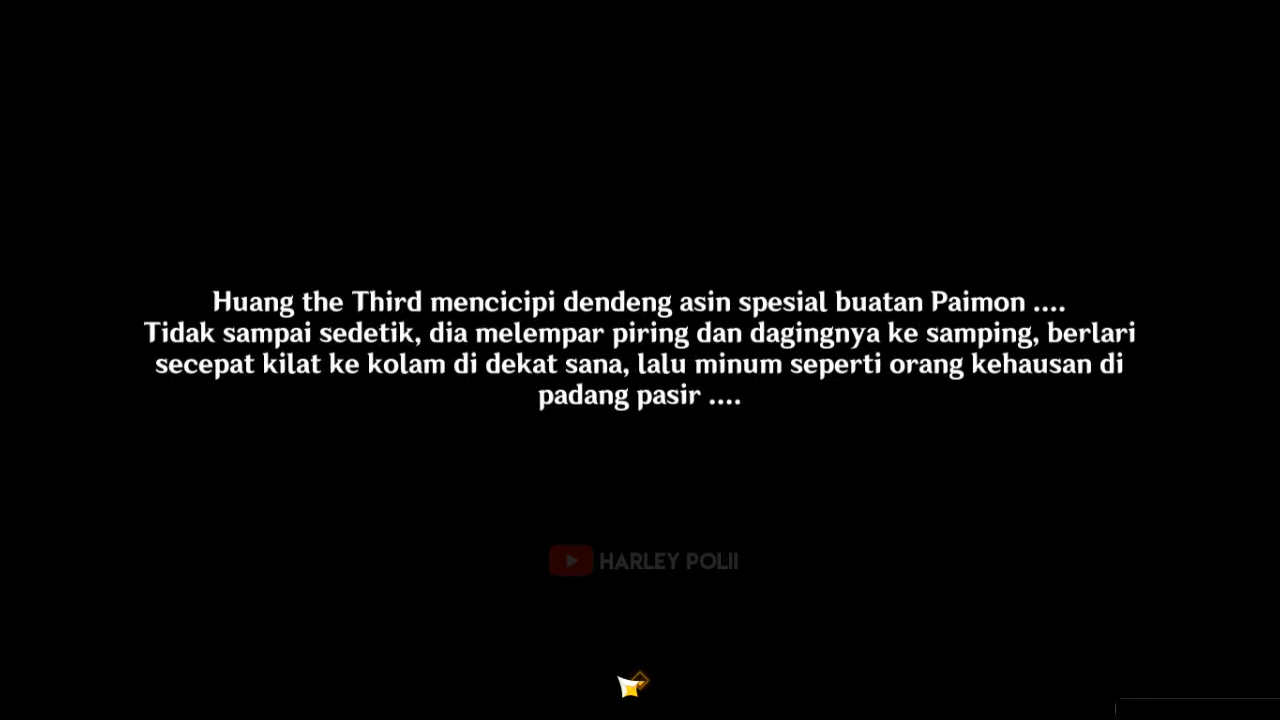 Huang the Third mencicipi dendeng asin spesial buatan Paimon ....
Tidak sampai sedetik, dia melempar piring dan dagingnya ke samping, berlari
secepat kilat ke kolam di dekat sana, lalu minum seperti orang kehausan di
padang pasir ....
HARLEY POLII